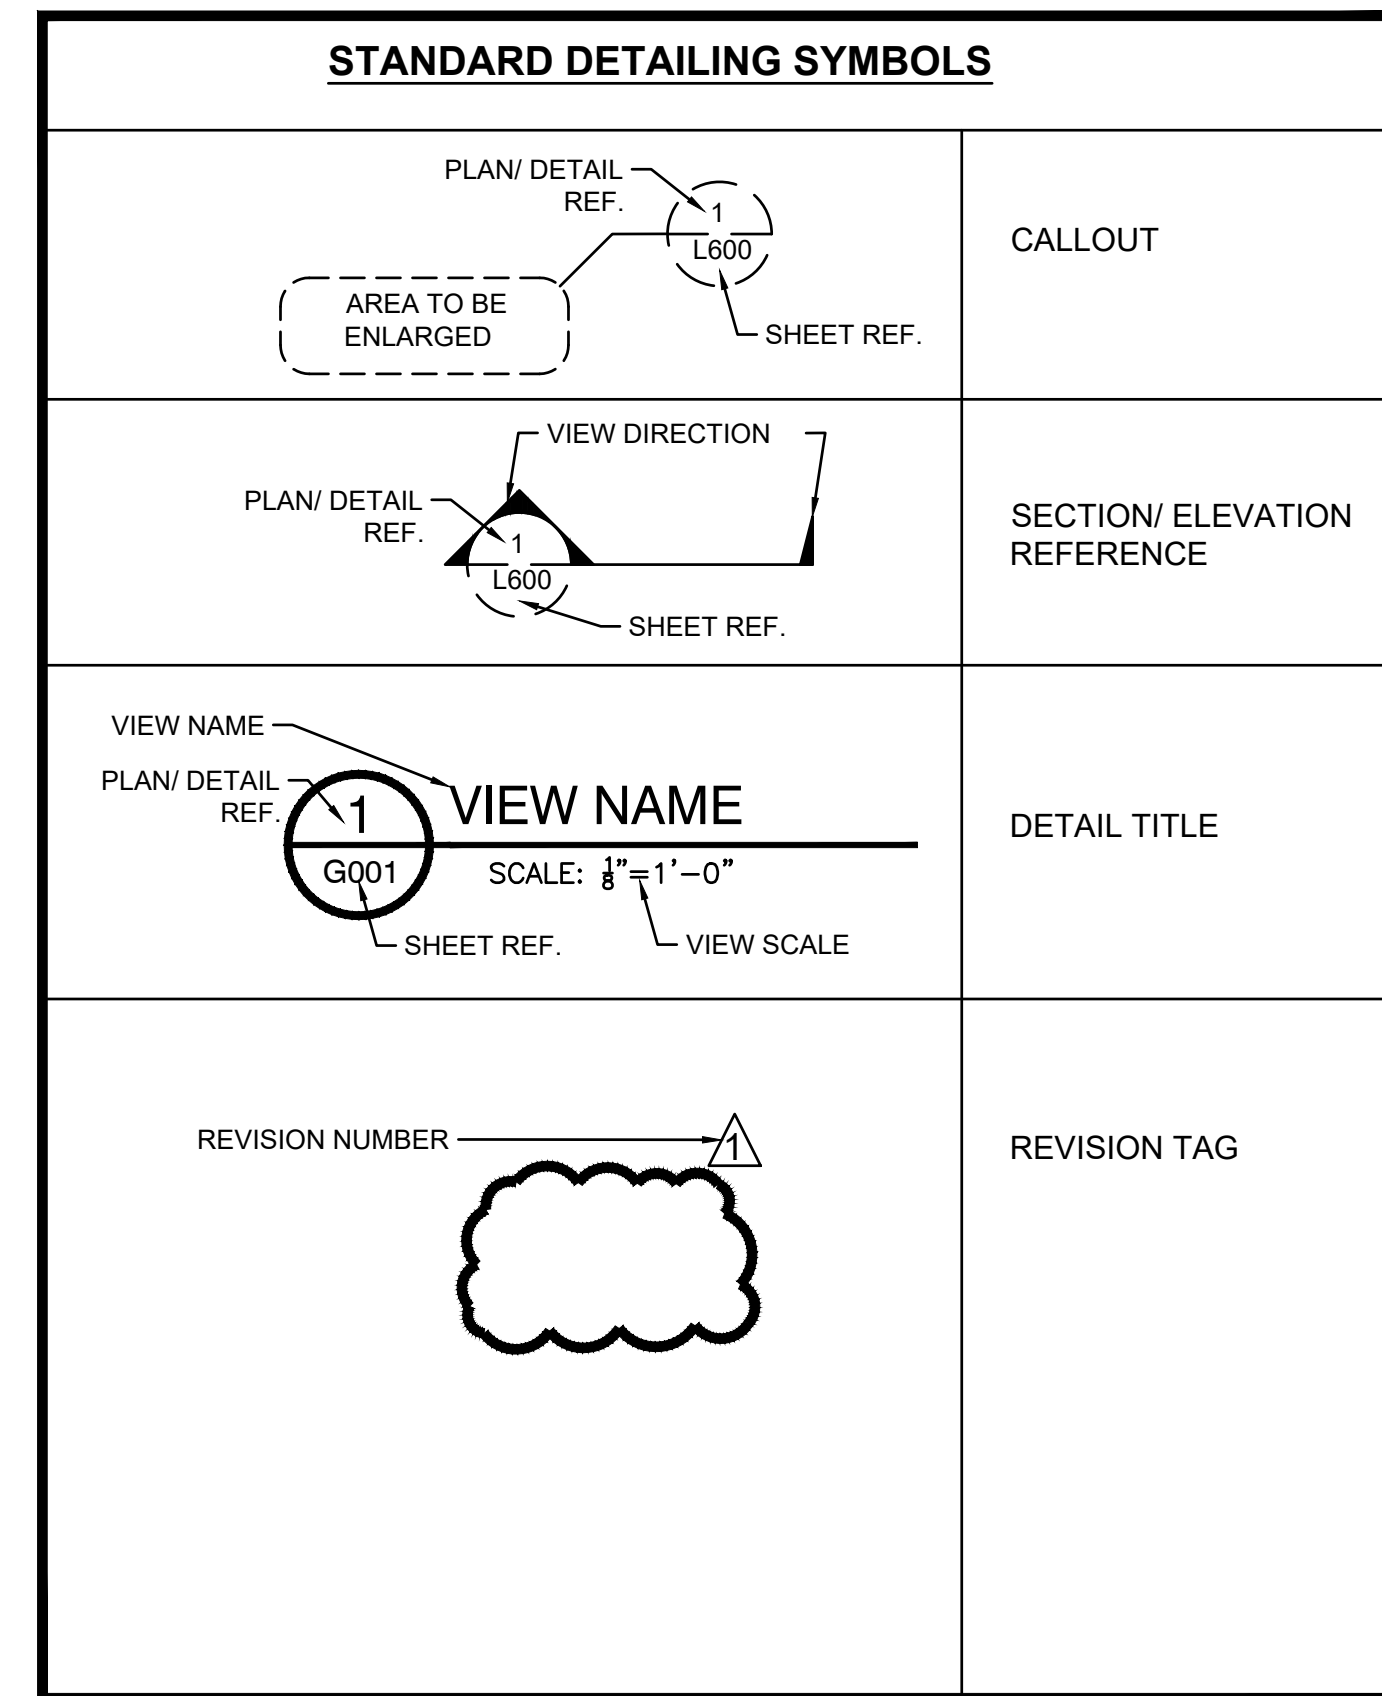 STANDARD DETAILING SYMBOLS
PLAN/ DETAIL
REF.
1
L600
AREA TO BE
ENLARGED
SHEET REF.
CALLOUT
VIEW DIRECTION
PLAN/ DETAIL
REF.
1
L600
SHEET REF.
SECTION/ ELEVATION
REFERENCE
VIEW NAME
PLAN/ DETAIL
REF.
1
VIEW NAME
G001
SCALE: 1/8"=1'-0"
SHEET REF.
VIEW SCALE
DETAIL TITLE
REVISION NUMBER
1
REVISION TAG